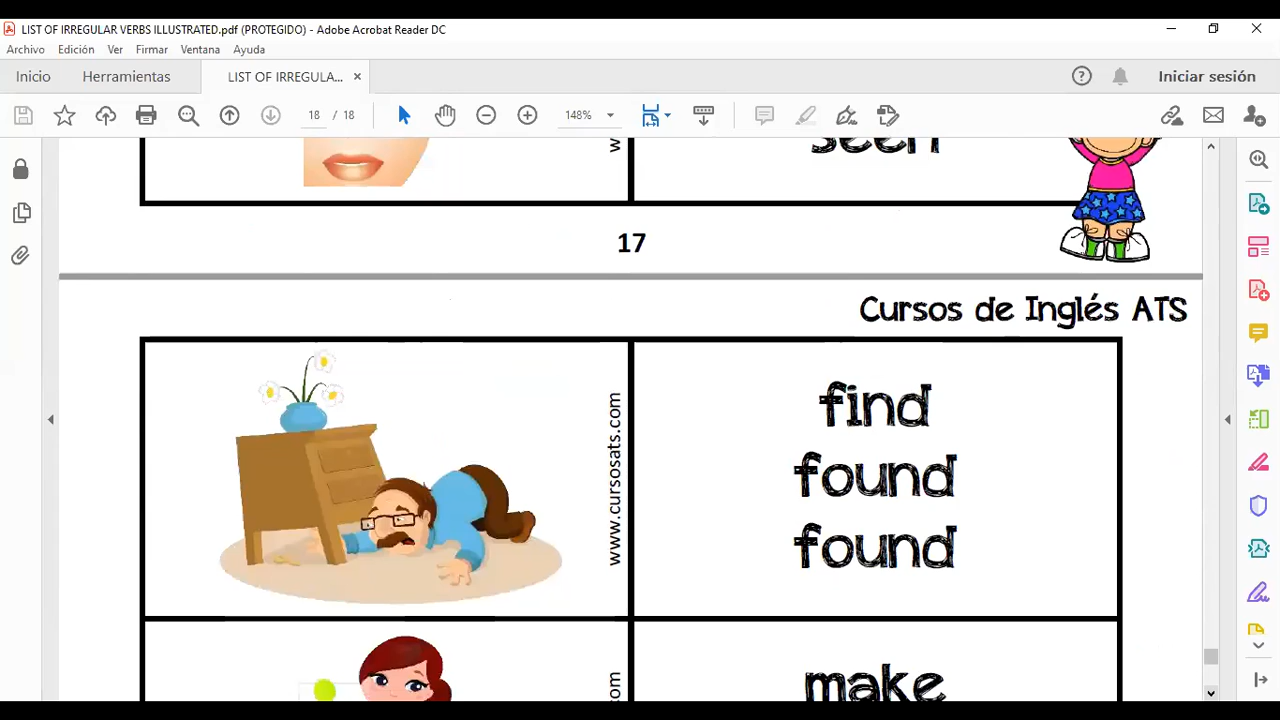 LIST OF IRREGULAR VERBS ILLUSTRATED.pdf (PROTEGIDO) - Adobe Acrobat Reader DC
Archivo Edición Ver Firmar Ventana Ayuda
Inicio Herramientas LIST OF IRREGULA... × Iniciar sesión
18 / 18 148%
seen
17
Cursos de Inglés ATS
www.cursosats.com
find
found
found
make